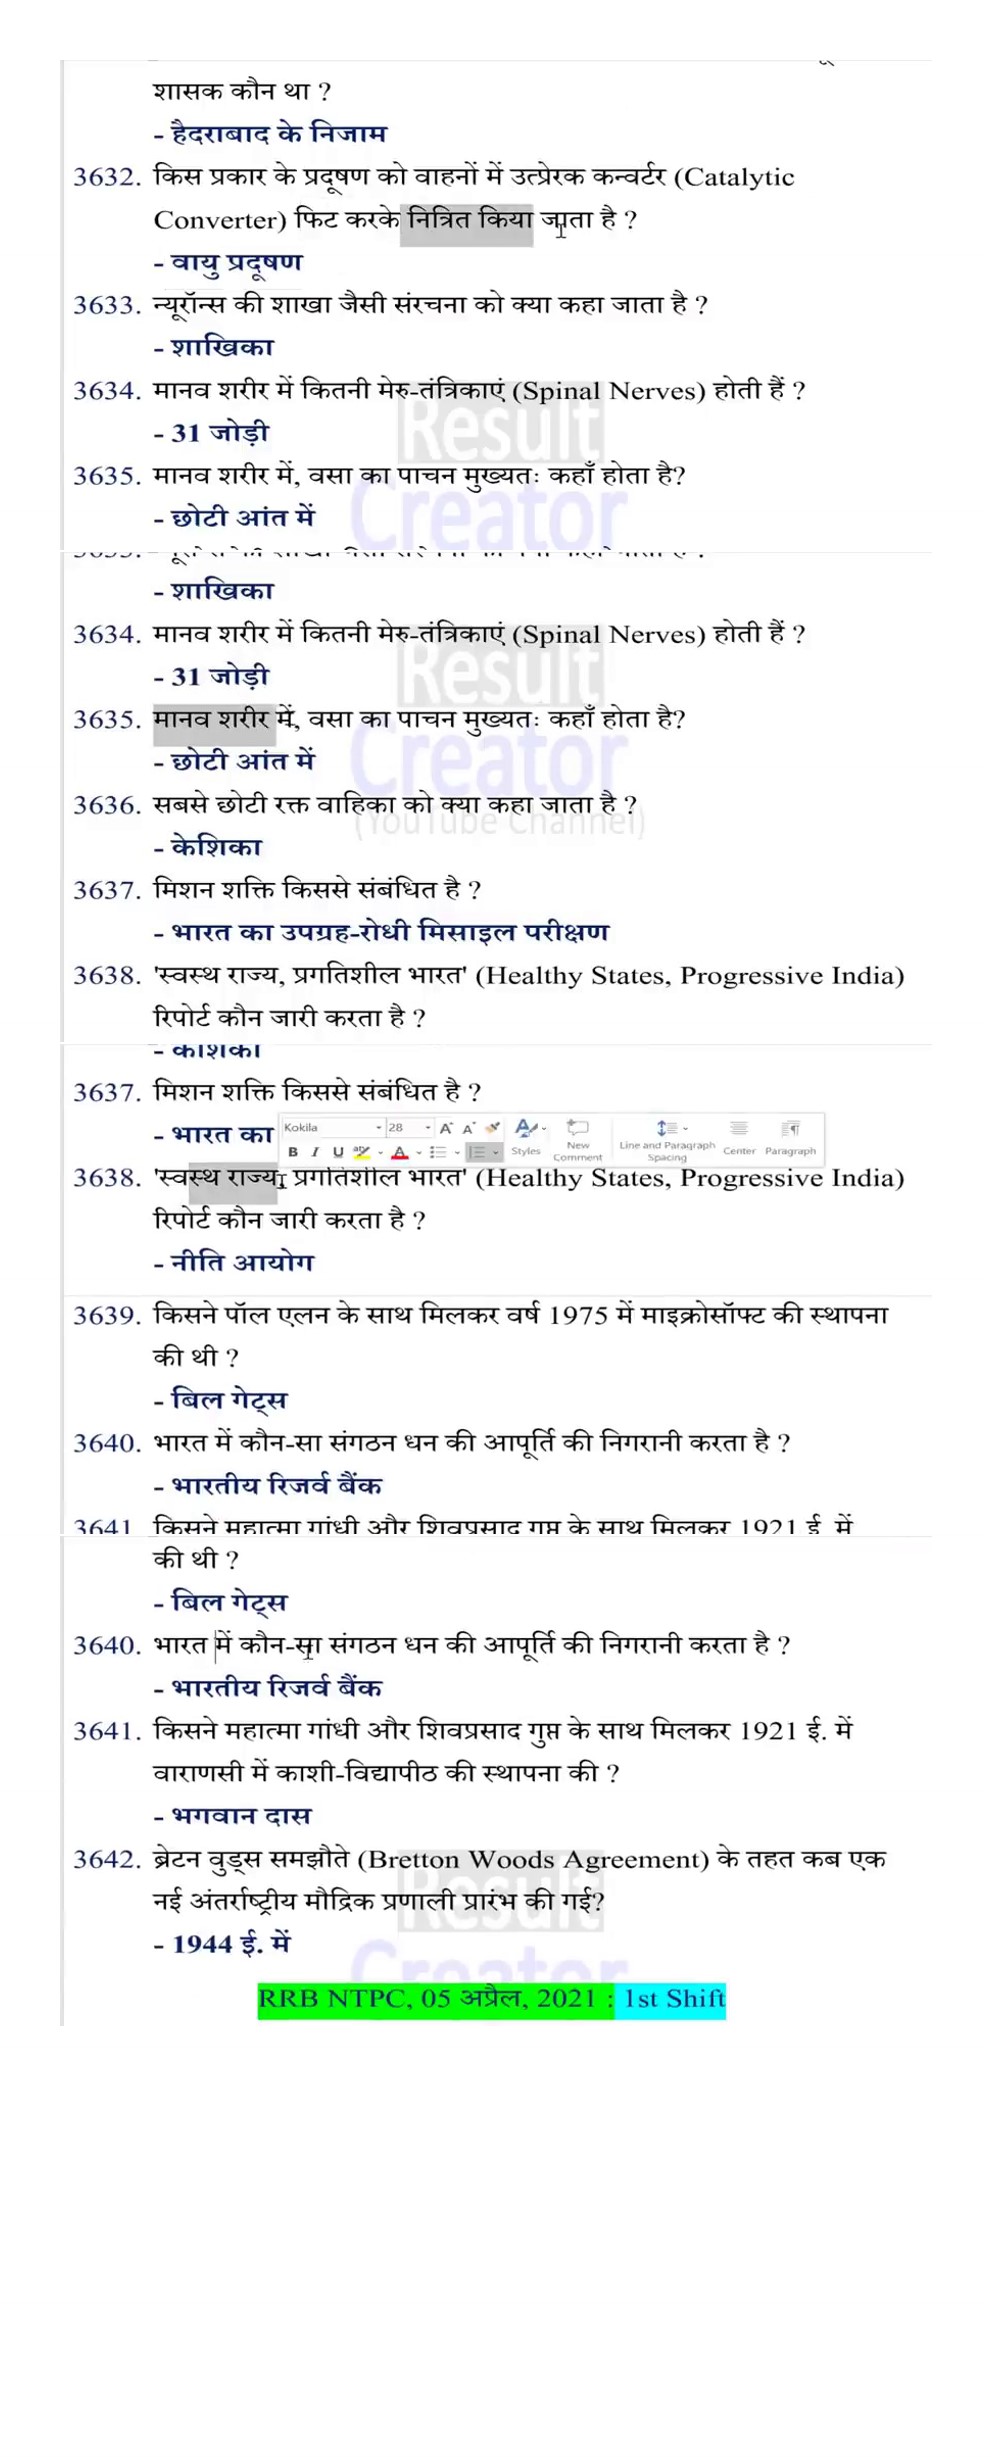 शासक कौन था ?
- हैदराबाद के निजाम
3632. किस प्रकार के प्रदूषण को वाहनों में उत्प्रेरक कन्वर्टर (Catalytic
Converter) फिट करके नित्रित किया जाता है ?
- वायु प्रदूषण
3633. न्यूरॉन्स की शाखा जैसी संरचना को क्या कहा जाता है ?
- शाखिका
3634. मानव शरीर में कितनी मेरु-तंत्रिकाएं (Spinal Nerves) होती हैं ?
Result
- 31 जोड़ी
3635. मानव शरीर में, वसा का पाचन मुख्यतः कहाँ होता है?
Creator
- छोटी आंत में
- शाखिका
3634. मानव शरीर में कितनी मेरु-तंत्रिकाएं (Spinal Nerves) होती हैं ?
Result
- 31 जोड़ी
3635. मानव शरीर में, वसा का पाचन मुख्यतः कहाँ होता है?
Creator
- छोटी आंत में
3636. सबसे छोटी रक्त वाहिका को क्या कहा जाता है ?
(YouTube Channel)
- केशिका
3637. मिशन शक्ति किससे संबंधित है ?
- भारत का उपग्रह-रोधी मिसाइल परीक्षण
3638. 'स्वस्थ राज्य, प्रगतिशील भारत' (Healthy States, Progressive India)
रिपोर्ट कौन जारी करता है ?
- केशिका
3637. मिशन शक्ति किससे संबंधित है ?
- भारत का
Kokila 28 A A
B I U ab A Styles New Comment Line and Paragraph Spacing Center Paragraph
3638. 'स्वस्थ राज्य, प्रगतिशील भारत' (Healthy States, Progressive India)
रिपोर्ट कौन जारी करता है ?
- नीति आयोग
3639. किसने पॉल एलन के साथ मिलकर वर्ष 1975 में माइक्रोसॉफ्ट की स्थापना
की थी ?
- बिल गेट्स
3640. भारत में कौन-सा संगठन धन की आपूर्ति की निगरानी करता है ?
- भारतीय रिजर्व बैंक
3641 किसने महात्मा गांधी और शिवप्रसाद गुप्त के साथ मिलकर 1921 ई. में
की थी ?
- बिल गेट्स
3640. भारत में कौन-सा संगठन धन की आपूर्ति की निगरानी करता है ?
- भारतीय रिजर्व बैंक
3641. किसने महात्मा गांधी और शिवप्रसाद गुप्त के साथ मिलकर 1921 ई. में
वाराणसी में काशी-विद्यापीठ की स्थापना की ?
- भगवान दास
3642. ब्रेटन वुड्स समझौते (Bretton Woods Agreement) के तहत कब एक
नई अंतर्राष्ट्रीय मौद्रिक प्रणाली प्रारंभ की गई?
Result
- 1944 ई. में
Creator
RRB NTPC, 05 अप्रैल, 2021 : 1st Shift